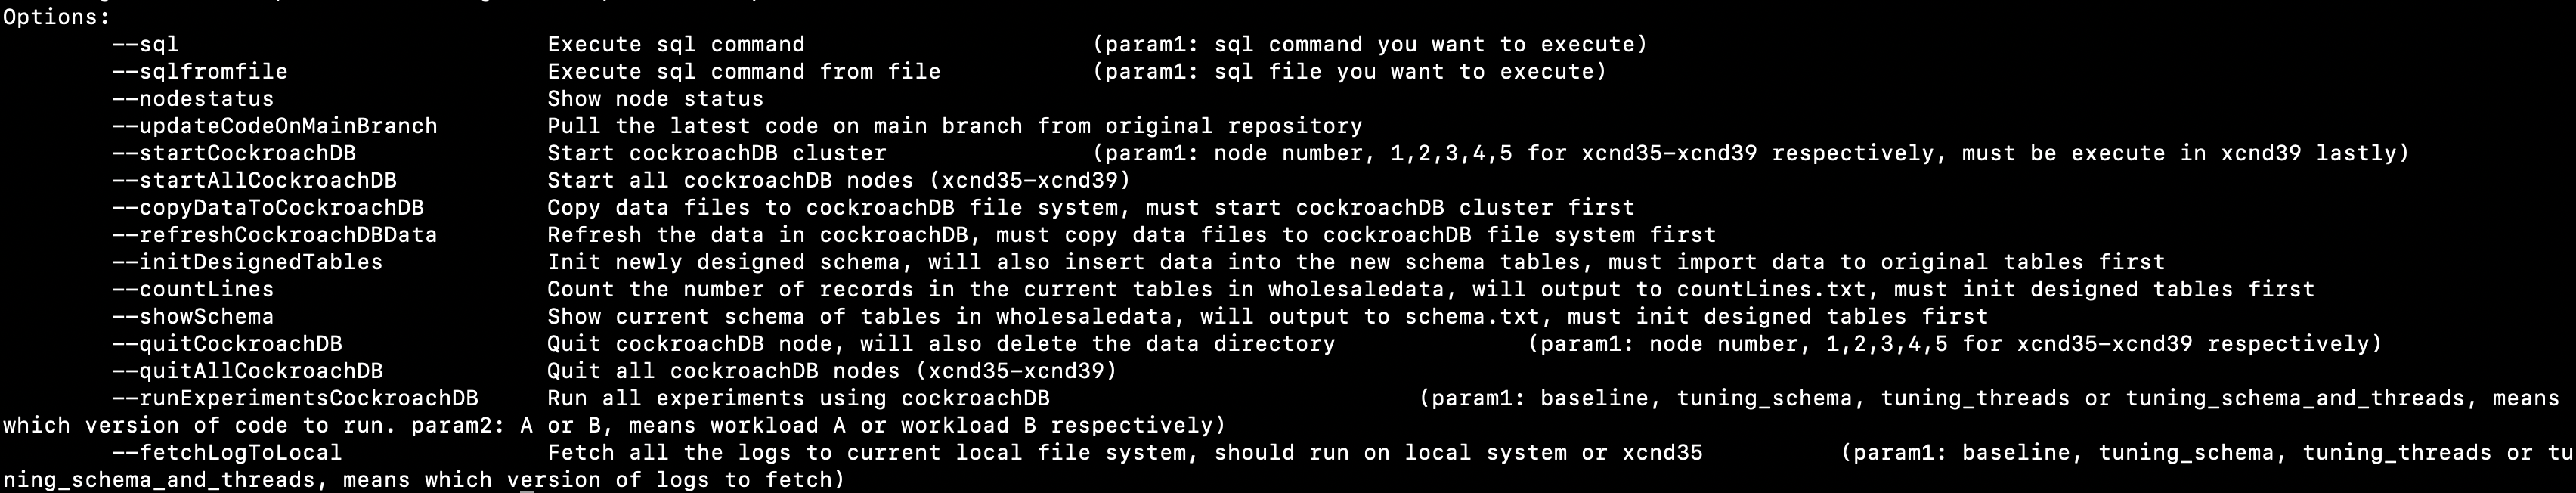 Options:
--sql Execute sql command (param1: sql command you want to execute)
--sqlfromfile Execute sql command from file (param1: sql file you want to execute)
--nodestatus Show node status
--updateCodeOnMainBranch Pull the latest code on main branch from original repository
--startCockroachDB Start cockroachDB cluster (param1: node number, 1,2,3,4,5 for xcnd35-xcnd39 respectively, must be execute in xcnd39 lastly)
--startAllCockroachDB Start all cockroachDB nodes (xcnd35-xcnd39)
--copyDataToCockroachDB Copy data files to cockroachDB file system, must start cockroachDB cluster first
--refreshCockroachDBData Refresh the data in cockroachDB, must copy data files to cockroachDB file system first
--initDesignedTables Init newly designed schema, will also insert data into the new schema tables, must import data to original tables first
--countLines Count the number of records in the current tables in wholesaledata, will output to countLines.txt, must init designed tables first
--showSchema Show current schema of tables in wholesaledata, will output to schema.txt, must init designed tables first
--quitCockroachDB Quit cockroachDB node, will also delete the data directory (param1: node number, 1,2,3,4,5 for xcnd35-xcnd39 respectively)
--quitAllCockroachDB Quit all cockroachDB nodes (xcnd35-xcnd39)
--runExperimentsCockroachDB Run all experiments using cockroachDB (param1: baseline, tuning_schema, tuning_threads or tuning_schema_and_threads, means
which version of code to run. param2: A or B, means workload A or workload B respectively)
--fetchLogToLocal Fetch all the logs to current local file system, should run on local system or xcnd35 (param1: baseline, tuning_schema, tuning_threads or tu
ning_schema_and_threads, means which version of logs to fetch)